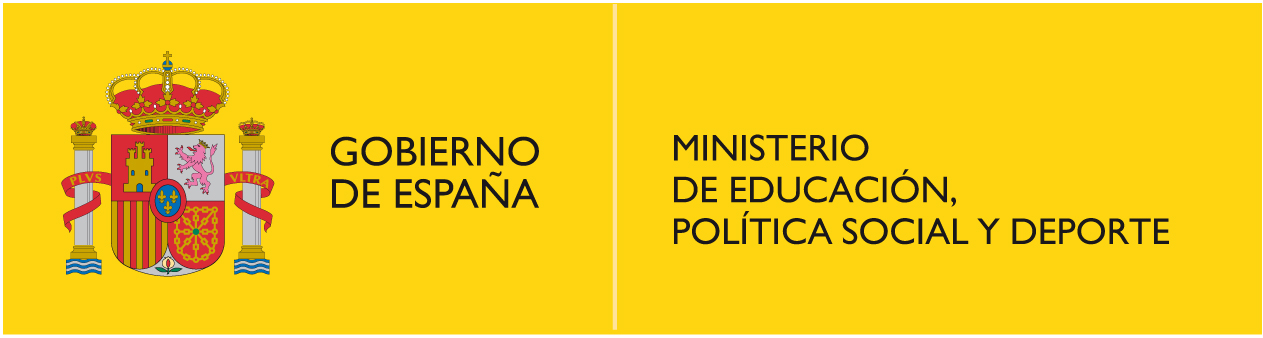 PLVS VLTRA
GOBIERNO
DE ESPAÑA
MINISTERIO
DE EDUCACIÓN,
POLÍTICA SOCIAL Y DEPORTE